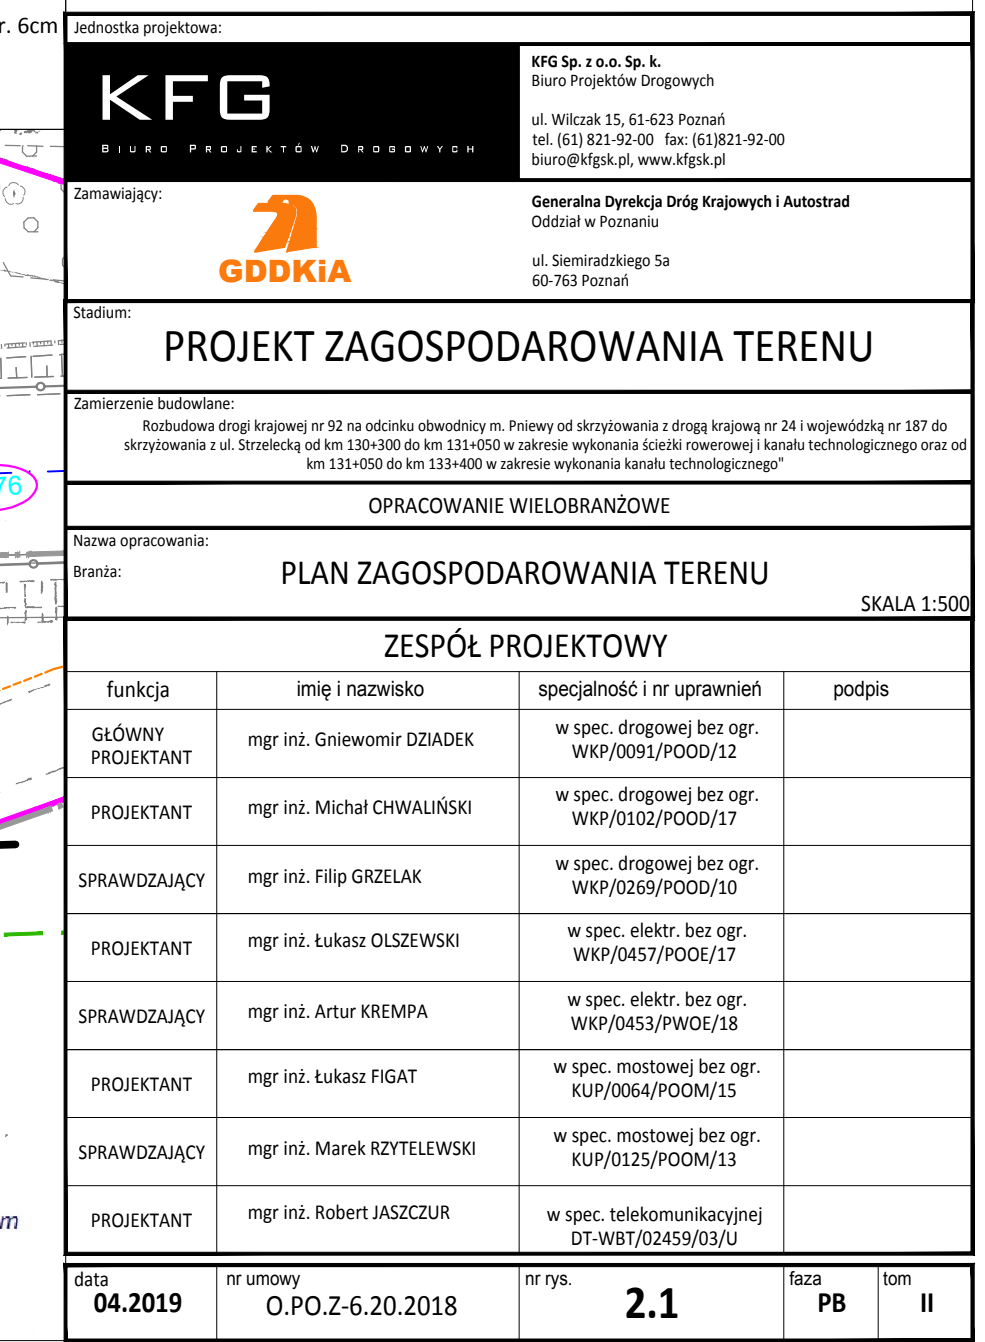 r. 6cm
Jednostka projektowa:
KFG
BIURO PROJEKTÓW DROGOWYCH
KFG Sp. z o.o. Sp. k.
Biuro Projektów Drogowych
ul. Wilczak 15, 61-623 Poznań
tel. (61) 821-92-00 fax: (61)821-92-00
biuro@kfgsk.pl, www.kfgsk.pl
Zamawiający:
GDDKiA
Generalna Dyrekcja Dróg Krajowych i Autostrad
Oddział w Poznaniu
ul. Siemiradzkiego 5a
60-763 Poznań
Stadium:
PROJEKT ZAGOSPODAROWANIA TERENU
Zamierzenie budowlane:
Rozbudowa drogi krajowej nr 92 na odcinku obwodnicy m. Pniewy od skrzyżowania z drogą krajową nr 24 i wojewódzką nr 187 do
skrzyżowania z ul. Strzelecką od km 130+300 do km 131+050 w zakresie wykonania ścieżki rowerowej i kanału technologicznego oraz od
km 131+050 do km 133+400 w zakresie wykonania kanału technologicznego"
76
OPRACOWANIE WIELOBRANŻOWE
Nazwa opracowania:
Branża:
PLAN ZAGOSPODAROWANIA TERENU
SKALA 1:500
ZESPÓŁ PROJEKTOWY
funkcja imię i nazwisko specjalność i nr uprawnień podpis
GŁÓWNY PROJEKTANT mgr inż. Gniewomir DZIADEK w spec. drogowej bez ogr. WKP/0091/POOD/12
PROJEKTANT mgr inż. Michał CHWALIŃSKI w spec. drogowej bez ogr. WKP/0102/POOD/17
SPRAWDZAJĄCY mgr inż. Filip GRZELAK w spec. drogowej bez ogr. WKP/0269/POOD/10
PROJEKTANT mgr inż. Łukasz OLSZEWSKI w spec. elektr. bez ogr. WKP/0457/POOE/17
SPRAWDZAJĄCY mgr inż. Artur KREMPA w spec. elektr. bez ogr. WKP/0453/PWOE/18
PROJEKTANT mgr inż. Łukasz FIGAT w spec. mostowej bez ogr. KUP/0064/POOM/15
SPRAWDZAJĄCY mgr inż. Marek RZYTELEWSKI w spec. mostowej bez ogr. KUP/0125/POOM/13
PROJEKTANT mgr inż. Robert JASZCZUR w spec. telekomunikacyjnej DT-WBT/02459/03/U
m
data nr umowy nr rys. faza tom
04.2019 O.PO.Z-6.20.2018 2.1 PB II